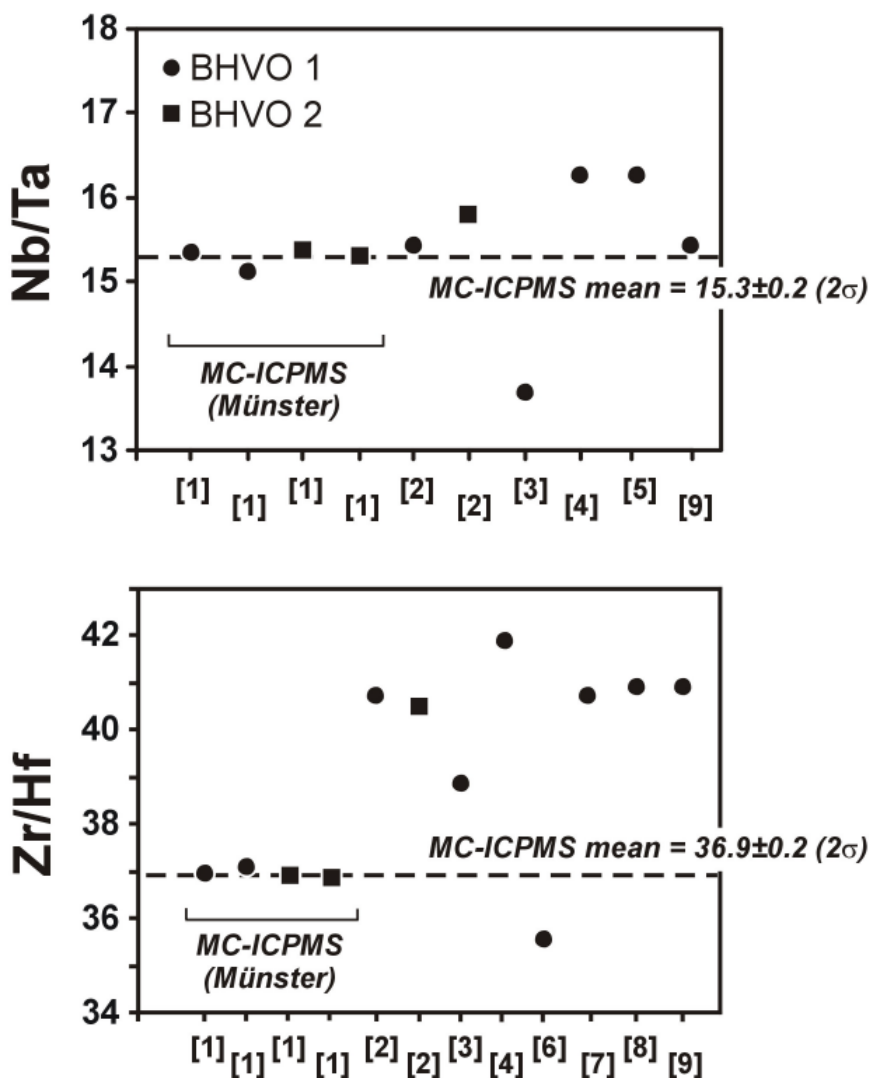 18
BHVO 1
BHVO 2
17
16
15
14
13
Nb/Ta
MC-ICPMS mean = 15.3±0.2 (2σ)
MC-ICPMS
(Münster)
[1] [1] [1] [1] [2] [2] [3] [4] [5] [9]
42
40
38
36
34
Zr/Hf
MC-ICPMS mean = 36.9±0.2 (2σ)
MC-ICPMS
(Münster)
[1] [1] [1] [1] [2] [2] [3] [4] [6] [7] [8] [9]